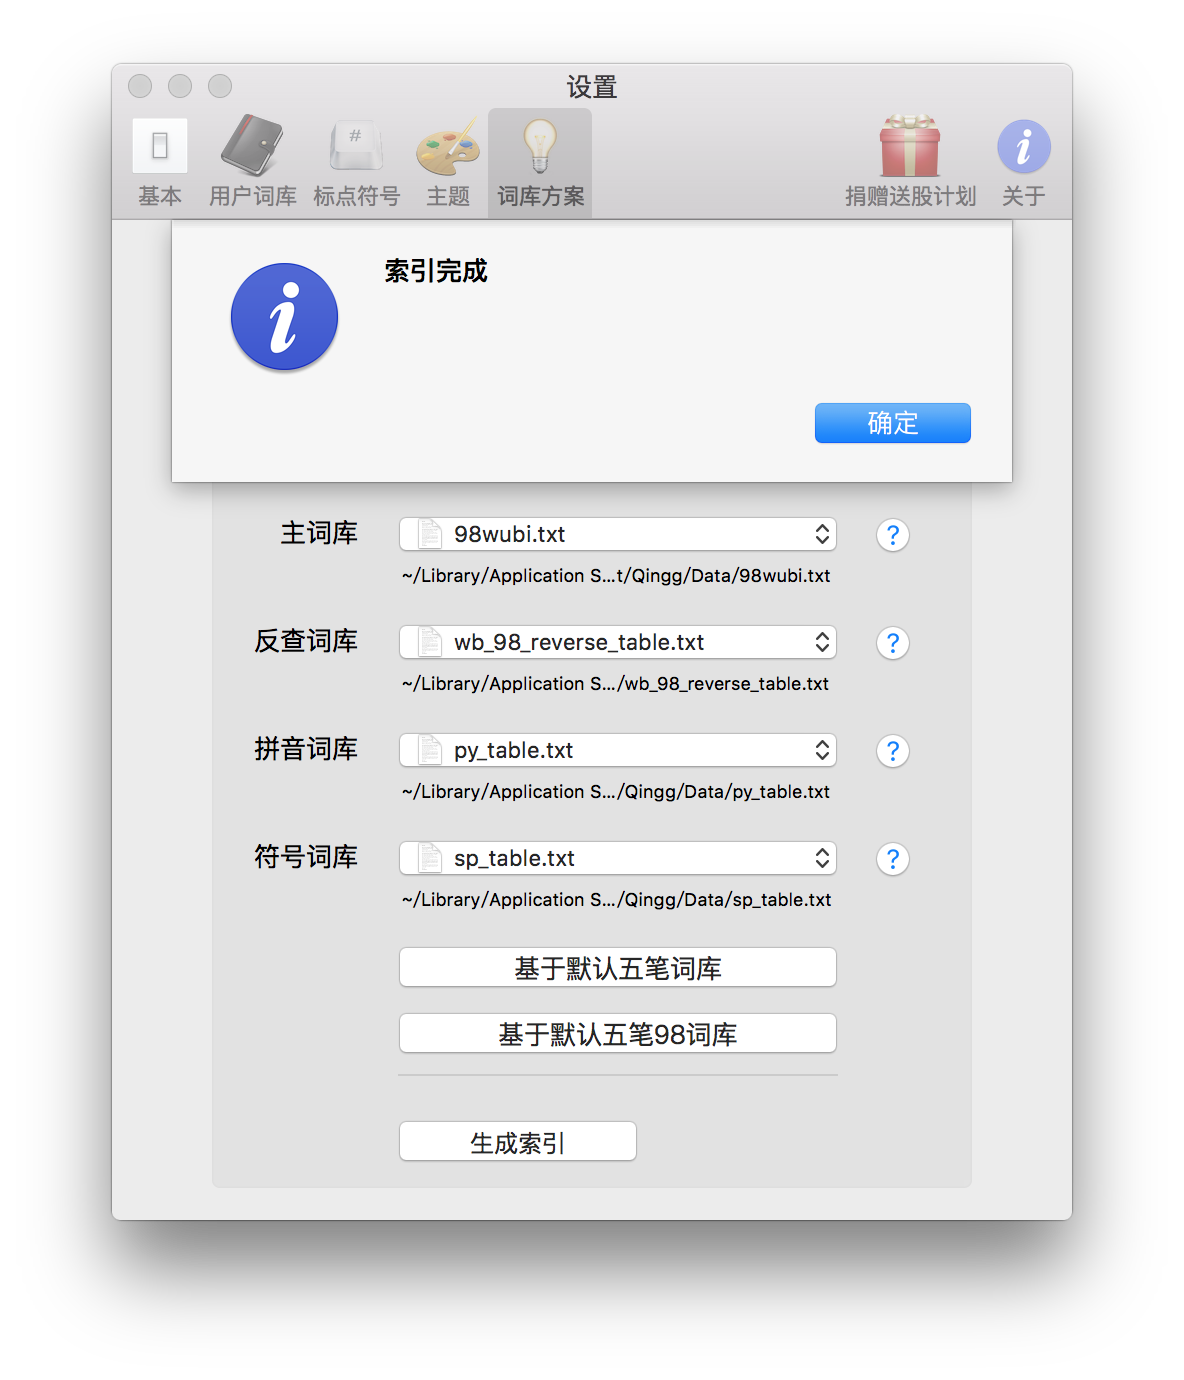 设置
#
基本
用户词库
标点符号
主题
词库方案
捐赠送股计划
关于
索引完成
确定
主词库
98wubi.txt
?
~/Library/Application S...t/Qingg/Data/98wubi.txt
反查词库
wb_98_reverse_table.txt
?
~/Library/Application S.../wb_98_reverse_table.txt
拼音词库
py_table.txt
?
~/Library/Application S.../Qingg/Data/py_table.txt
符号词库
sp_table.txt
?
~/Library/Application S.../Qingg/Data/sp_table.txt
基于默认五笔词库
基于默认五笔98词库
生成索引